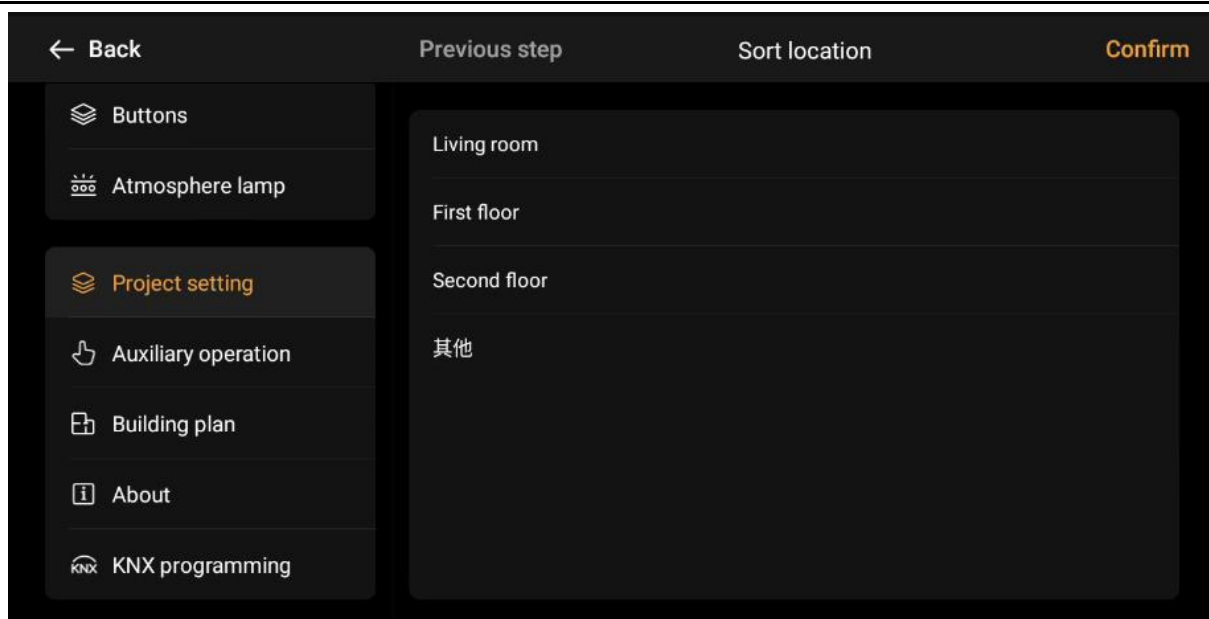 Back
Previous step
Sort location
Confirm
Buttons
Atmosphere lamp
Project setting
Auxiliary operation
Building plan
About
KNX KNX programming
Living room
First floor
Second floor
其他